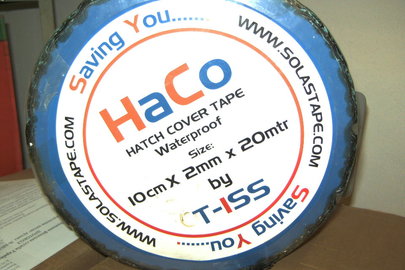 Saving You.......
WWW.SOLASTAPE.COM
HaCo
HATCH COVER TAPE
Waterproof
Size:
10cm X 2mm x 20mtr
by
T-ISS
WWW.SOLASTAPE.COM
Saving You.......